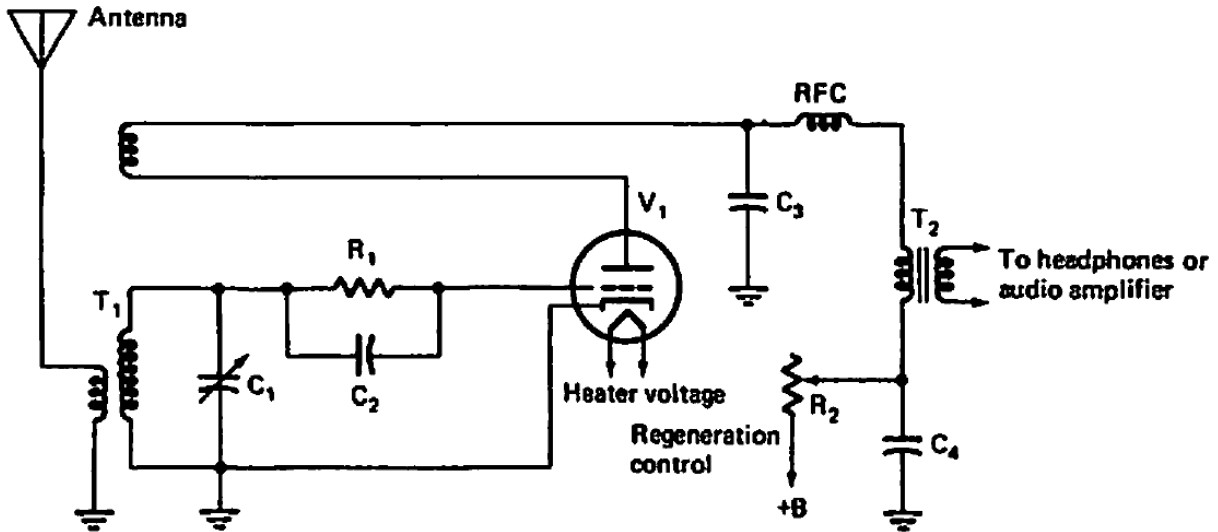 Antenna
RFC
V₁
C₃
T₂
R₁
To headphones or
audio amplifier
T₁
C₁
C₂
Heater voltage
R₂
Regeneration
control
C₄
+B